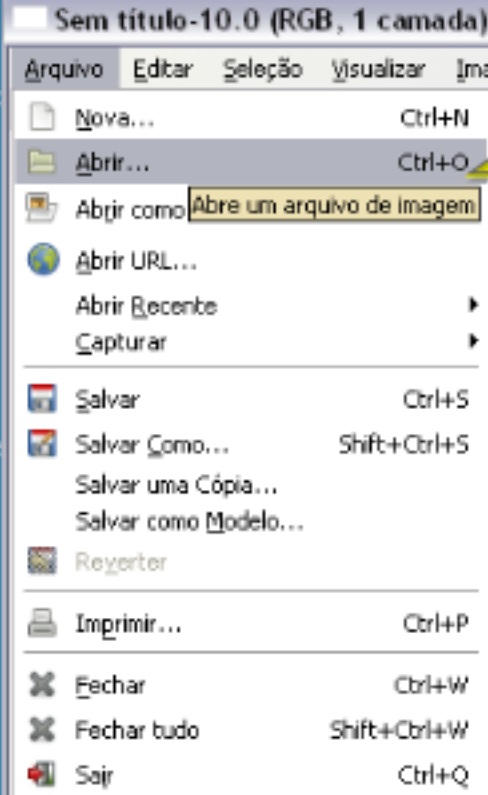 Sem título-10.0 (RGB, 1 camada)
Arquivo Editar Seleção Visualizar Ima
Nova... Ctrl+N
Abrir... Ctrl+O
Abrir como Abre um arquivo de imagem
Abrir URL...
Abrir Recente
Capturar
Salvar Ctrl+S
Salvar Como... Shift+Ctrl+S
Salvar uma Cópia...
Salvar como Modelo...
Reverter
Imprimir... Ctrl+P
Fechar Ctrl+W
Fechar tudo Shift+Ctrl+W
Sair Ctrl+Q